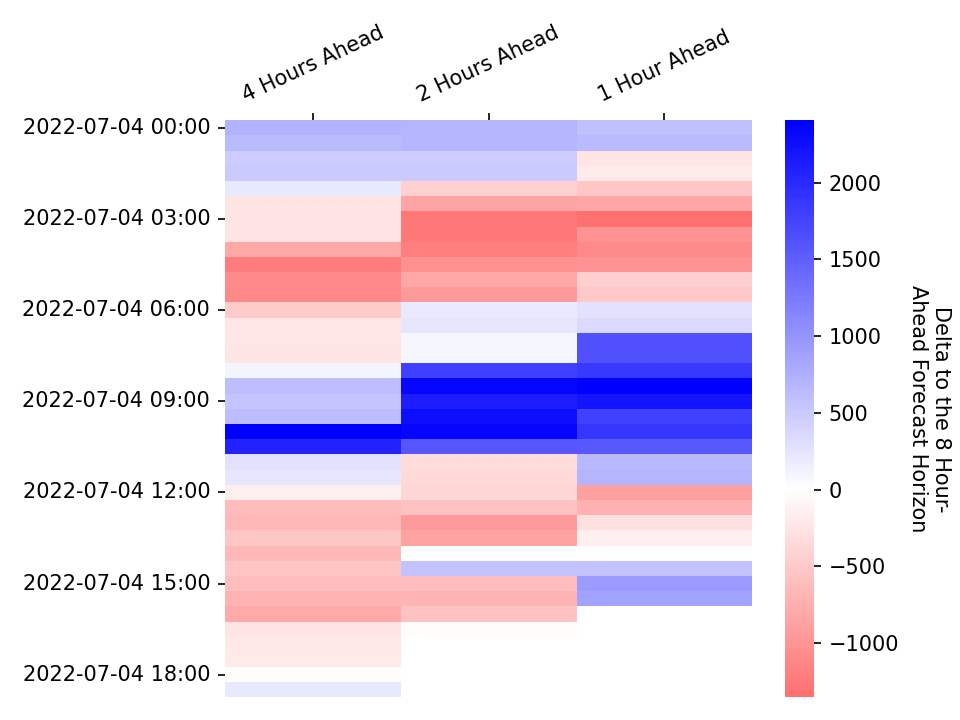 4 Hours Ahead
2 Hours Ahead
1 Hour Ahead
2022-07-04 00:00
2022-07-04 03:00
2022-07-04 06:00
2022-07-04 09:00
2022-07-04 12:00
2022-07-04 15:00
2022-07-04 18:00
2000
1500
1000
500
0
−500
−1000
Delta to the 8 Hour-
Ahead Forecast Horizon